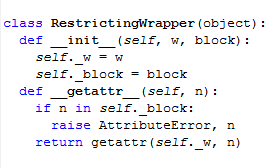 class RestrictingWrapper(object):
  def __init__(self, w, block):
    self._w = w
    self._block = block
  def __getattr__(self, n):
    if n in self._block:
      raise AttributeError, n
    return getattr(self._w, n)